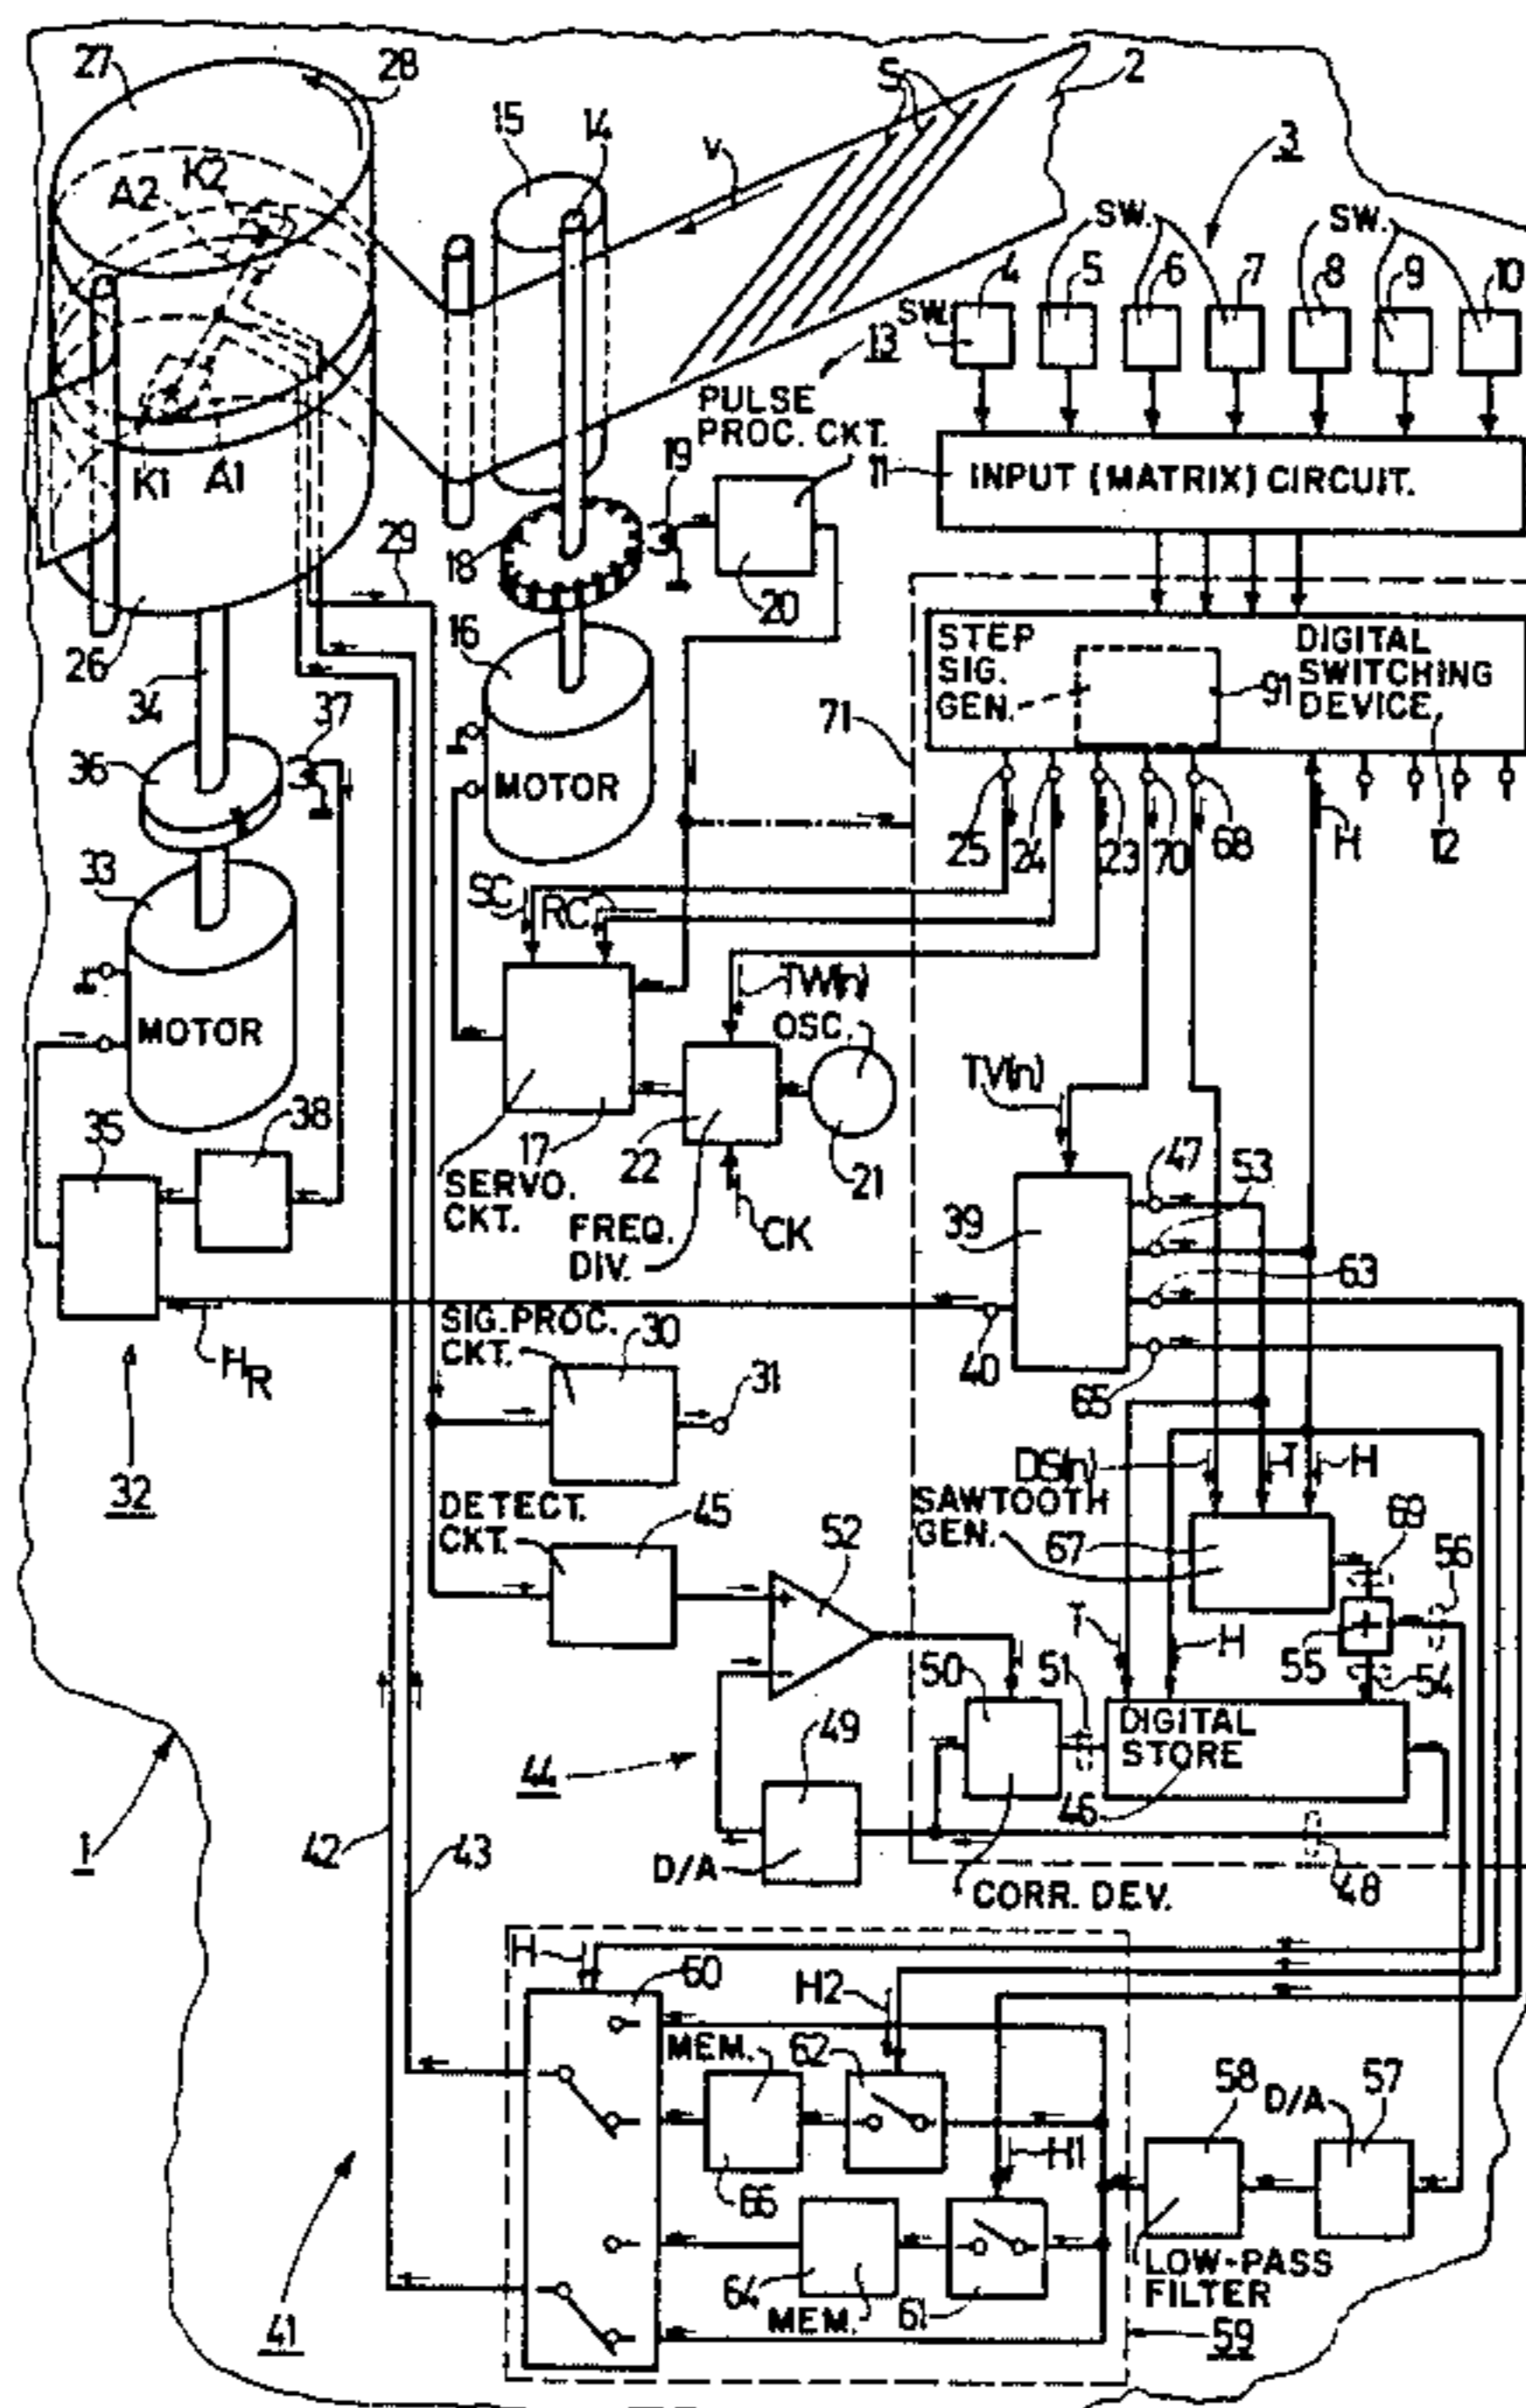 27
28
S
2
15
14
V
3
K2
A2
SW.
SW.
4
5
6
7
8
9
10
SW.
13
PULSE
PROC. CKT.
19
11
INPUT (MATRIX) CIRCUIT.
K1
A1
29
18
20
16
STEP
SIG.
GEN.
DIGITAL
SWITCHING
DEVICE
91
26
34
37
71
36
MOTOR
25
24
23
70
68
H
12
33
SC
RC
TW(n)
OSC.
MOTOR
TV(n)
38
35
17
22
21
47
53
SERVO.
CKT.
FREQ.
DIV.
CK
39
63
SIG. PROC.
CKT.
30
HR
31
40
65
32
DS(n)
T
H
DETECT.
CKT.
45
SAWTOOTH
GEN.
67
69
56
52
T
H
55
54
50
51
DIGITAL
STORE
49
44
46
1
42
43
D/A
48
CORR. DEV.
H
60
H2
MEM.
62
58
57
D/A
H1
66
64
MEM.
61
LOW-PASS
FILTER
41
59